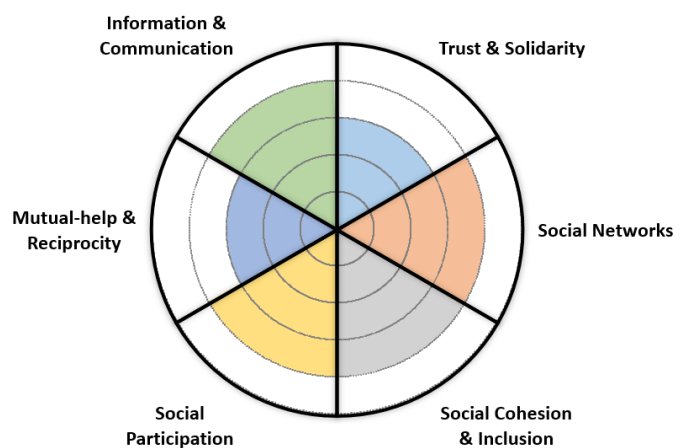 Information &
Communication
Trust & Solidarity
Mutual-help &
Reciprocity
Social Networks
Social
Participation
Social Cohesion
& Inclusion